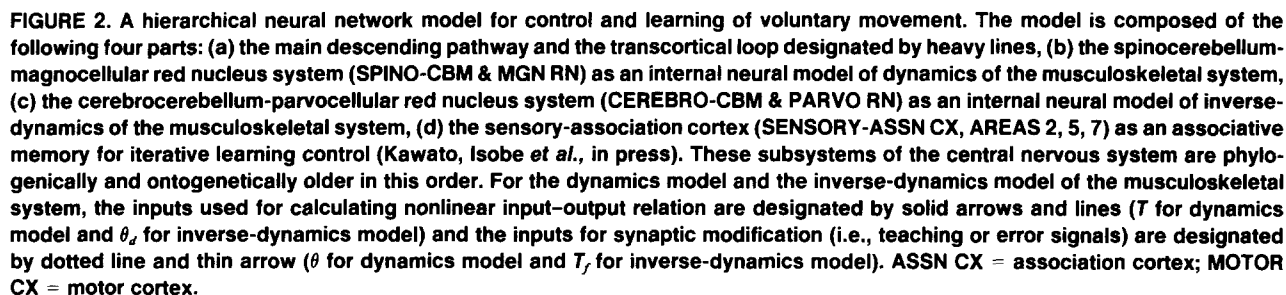 FIGURE 2. A hierarchical neural network model for control and learning of voluntary movement. The model is composed of the
following four parts: (a) the main descending pathway and the transcortical loop designated by heavy lines, (b) the spinocerebellum-
magnocellular red nucleus system (SPINO-CBM & MGN RN) as an internal neural model of dynamics of the musculoskeletal system,
(c) the cerebrocerebellum-parvocellular red nucleus system (CEREBRO-CBM & PARVO RN) as an internal neural model of inverse-
dynamics of the musculoskeletal system, (d) the sensory-association cortex (SENSORY-ASSN CX, AREAS 2, 5, 7) as an associative
memory for iterative learning control (Kawato, Isobe et al., in press). These subsystems of the central nervous system are phylo-
genically and ontogenetically older in this order. For the dynamics model and the inverse-dynamics model of the musculoskeletal
system, the inputs used for calculating nonlinear input–output relation are designated by solid arrows and lines (T for dynamics
model and θd for inverse-dynamics model) and the inputs for synaptic modification (i.e., teaching or error signals) are designated
by dotted line and thin arrow (θ for dynamics model and Tf for inverse-dynamics model). ASSN CX = association cortex; MOTOR
CX = motor cortex.